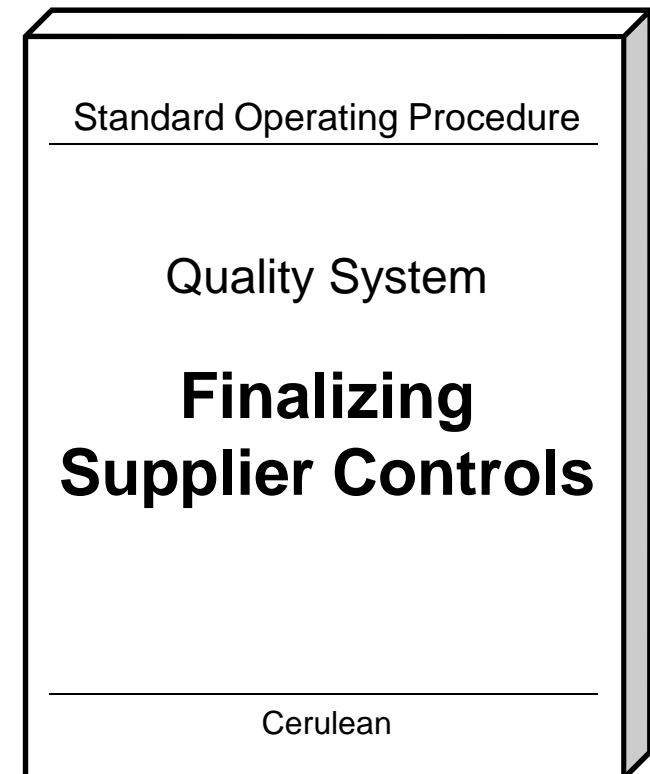 Standard Operating Procedure
Quality System
Finalizing
Supplier Controls
Cerulean